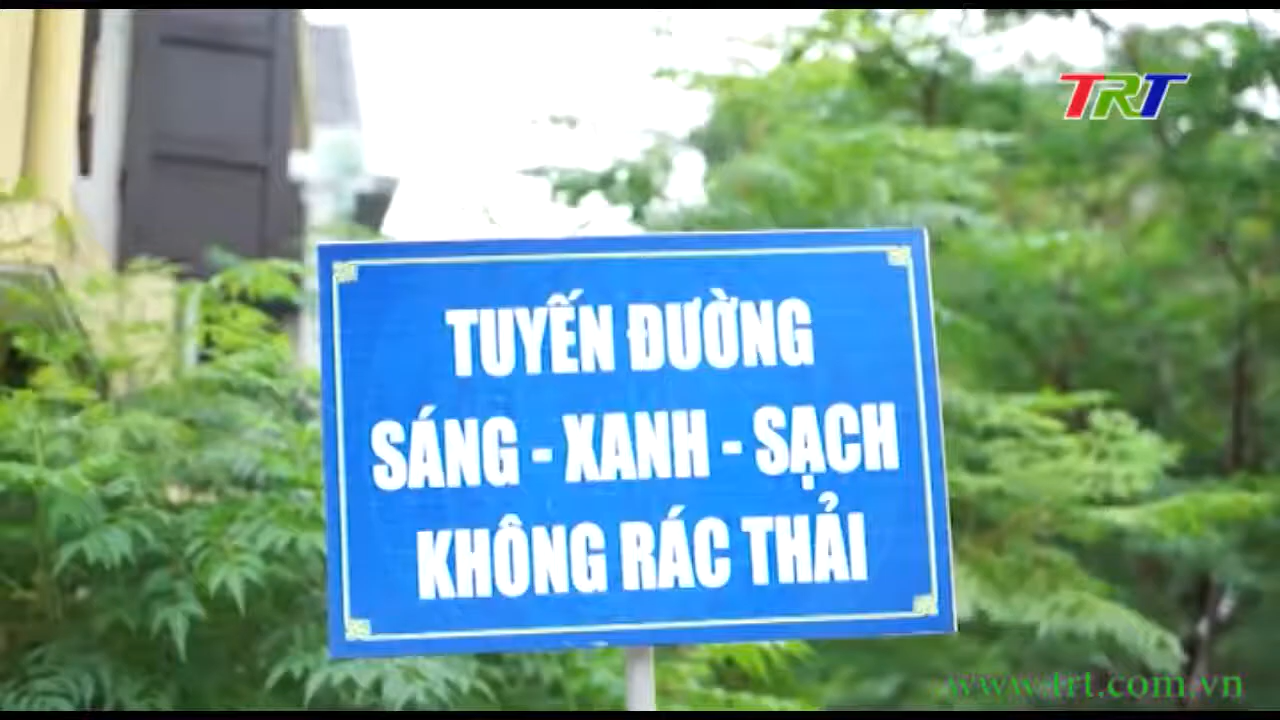 TRT
TUYẾN ĐƯỜNG
SÁNG - XANH - SẠCH
KHÔNG RÁC THẢI
www.trt.com.vn